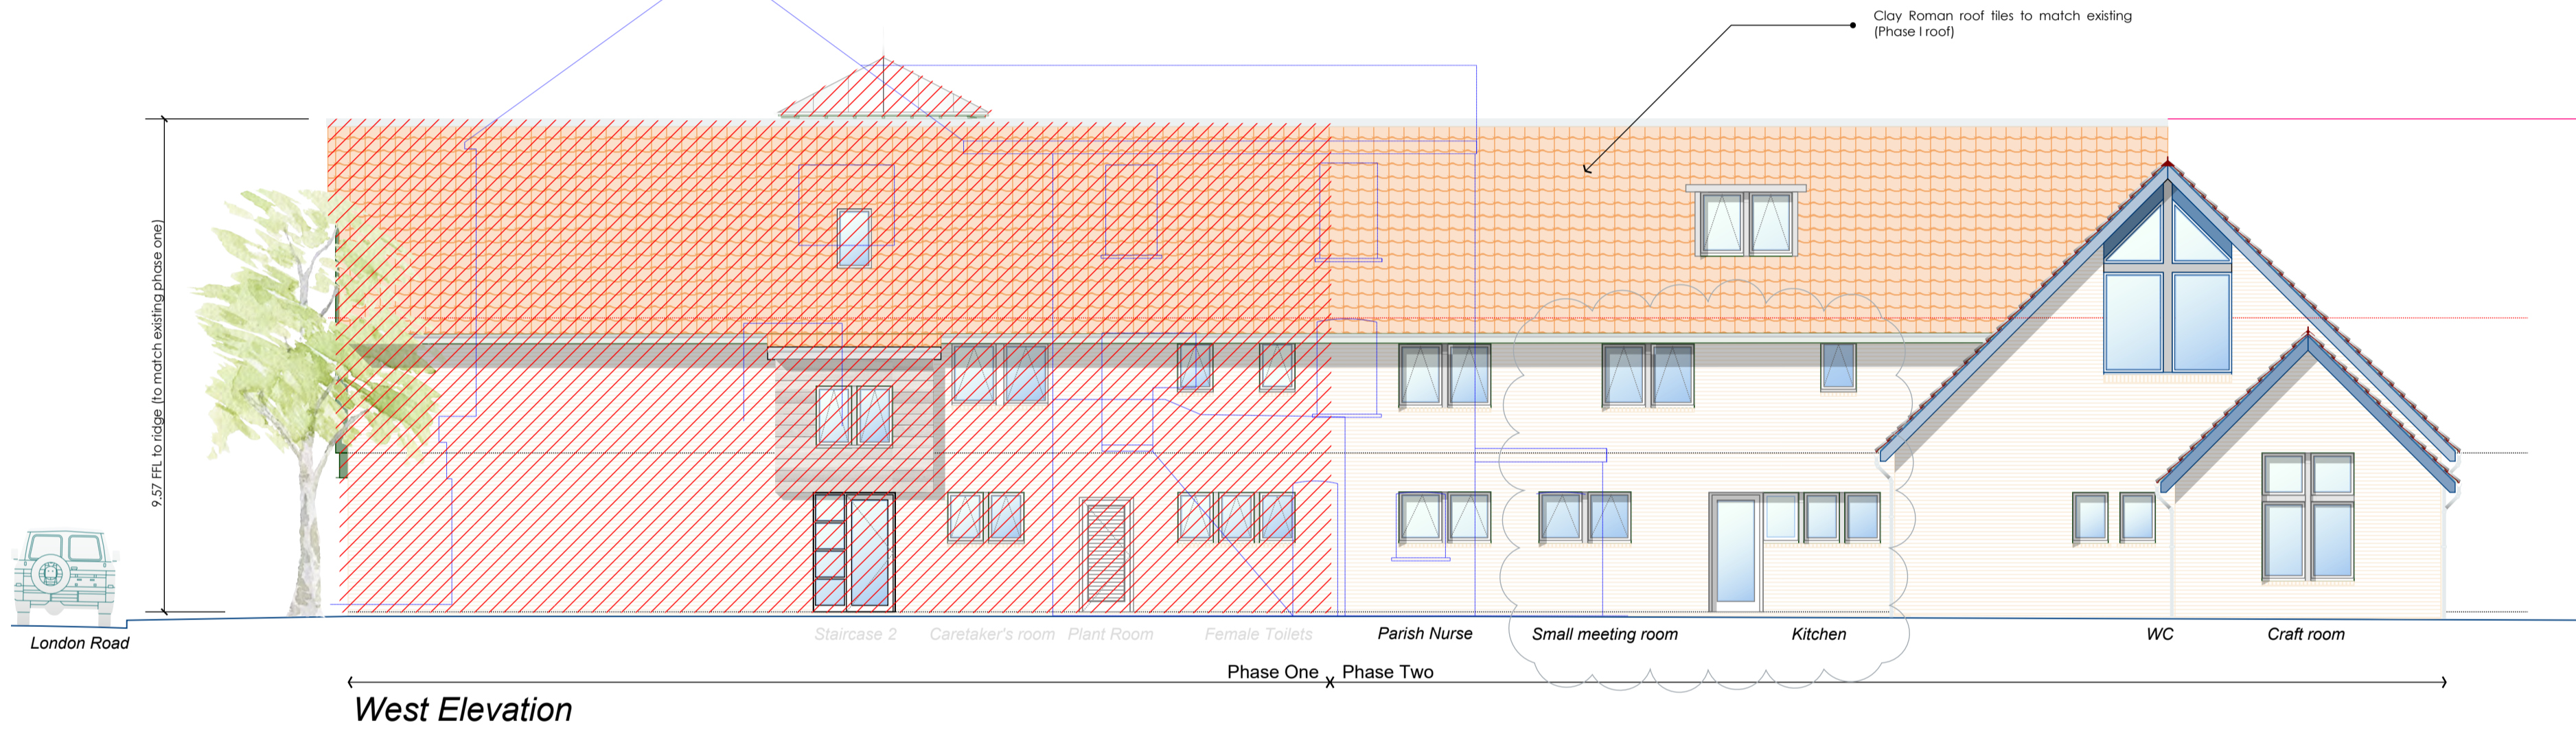 Clay Roman roof tiles to match existing
(Phase I roof)
9.57 FFL to ridge (to match existing phase one)
London Road
Staircase 2
Caretaker's room
Plant Room
Female Toilets
Parish Nurse
Small meeting room
Kitchen
WC
Craft room
Phase One
Phase Two
West Elevation